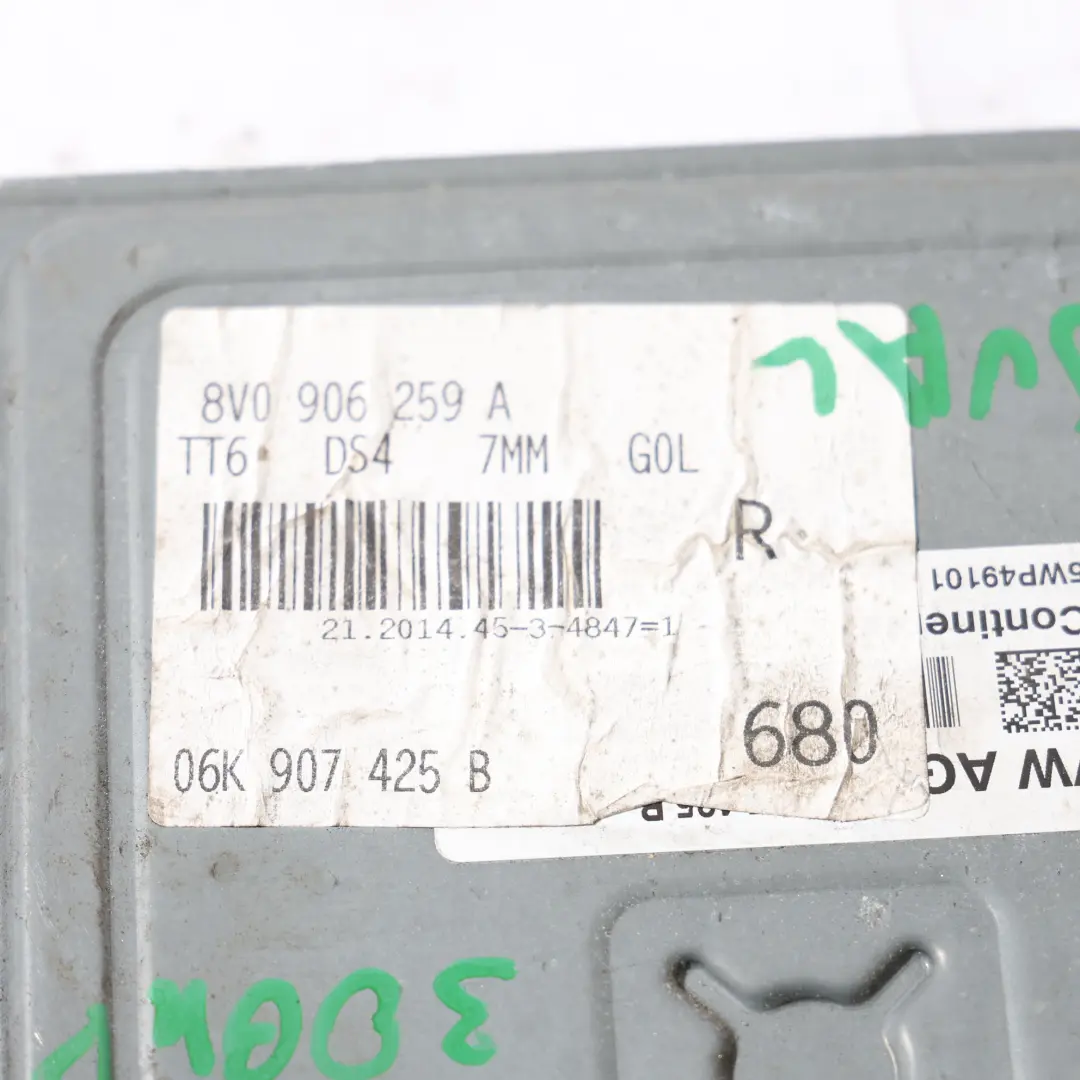 8V0 906 259 A
TT6 DS4 7MM G0L
R
21.2014.45-3-4847=1
680
06K 907 425 B
5WP49101
Contine
VW AG
425 B